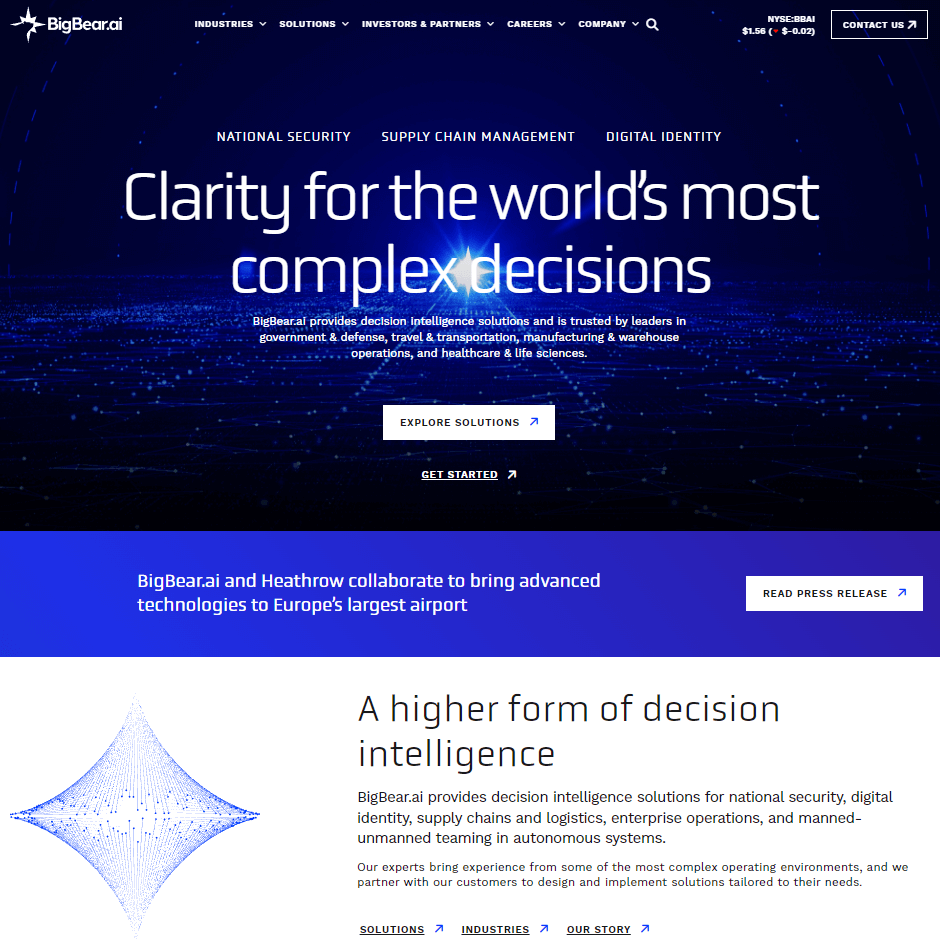 BigBear.ai
INDUSTRIES
SOLUTIONS
INVESTORS & PARTNERS
CAREERS
COMPANY
NYSE:BBAI
$1.56 ( $-0.02)
CONTACT US
NATIONAL SECURITY
SUPPLY CHAIN MANAGEMENT
DIGITAL IDENTITY
Clarity for the world's most
complex decisions
BigBear.ai provides decision intelligence solutions and is trusted by leaders in
government & defense, travel & transportation, manufacturing & warehouse
operations, and healthcare & life sciences.
EXPLORE SOLUTIONS
GET STARTED
BigBear.ai and Heathrow collaborate to bring advanced
technologies to Europe's largest airport
READ PRESS RELEASE
A higher form of decision
intelligence
BigBear.ai provides decision intelligence solutions for national security, digital
identity, supply chains and logistics, enterprise operations, and manned-
unmanned teaming in autonomous systems.
Our experts bring experience from some of the most complex operating environments, and we
partner with our customers to design and implement solutions tailored to their needs.
SOLUTIONS
INDUSTRIES
OUR STORY